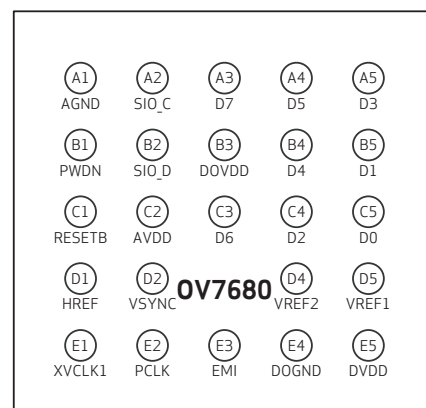 A1 A2 A3 A4 A5
AGND SIO_C D7 D5 D3
B1 B2 B3 B4 B5
PWDN SIO_D DOVDD D4 D1
C1 C2 C3 C4 C5
RESETB AVDD D6 D2 D0
D1 D2 OV7680 D4 D5
HREF VSYNC VREF2 VREF1
E1 E2 E3 E4 E5
XVCLK1 PCLK EMI DOGND DVDD